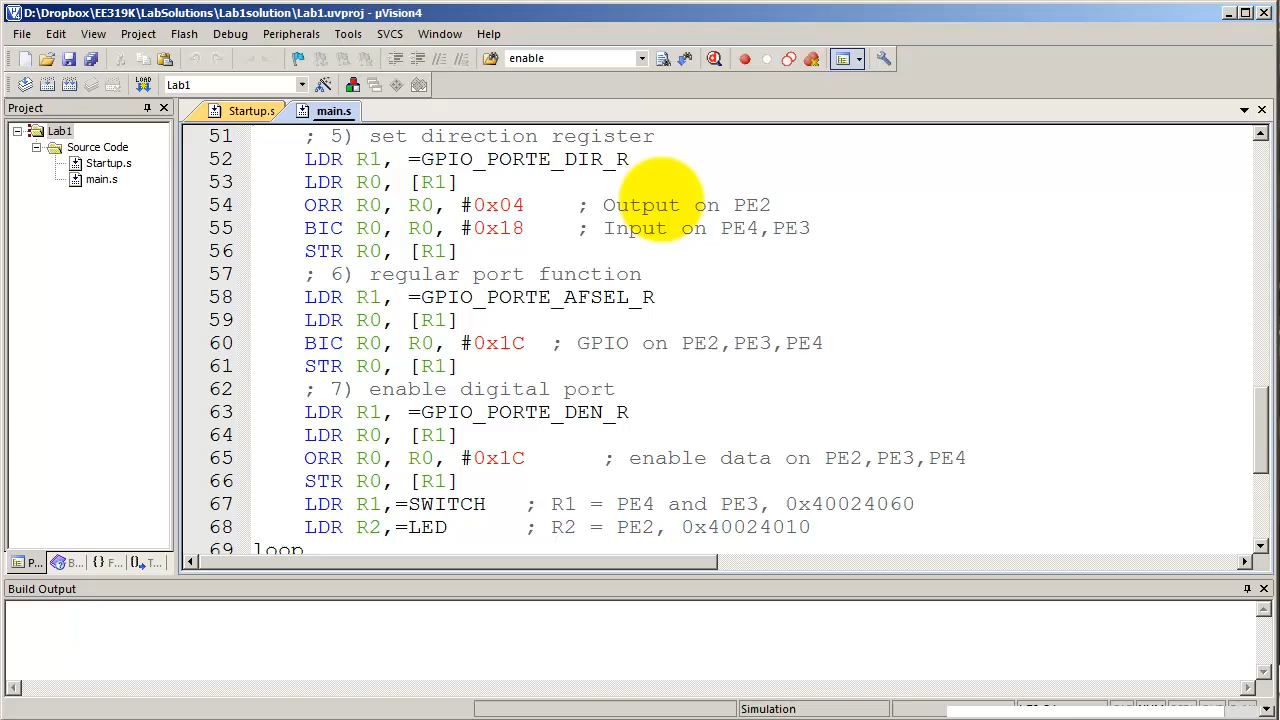 D:\Dropbox\EE319K\LabSolutions\Lab1solution\Lab1.uvproj - µVision4
File Edit View Project Flash Debug Peripherals Tools SVCS Window Help
enable
LOAD Lab1
Project
Startup.s main.s
Lab1
Source Code
Startup.s
main.s
51 ; 5) set direction register
52 LDR R1, =GPIO_PORTE_DIR_R
53 LDR R0, [R1]
54 ORR R0, R0, #0x04 ; Output on PE2
55 BIC R0, R0, #0x18 ; Input on PE4,PE3
56 STR R0, [R1]
57 ; 6) regular port function
58 LDR R1, =GPIO_PORTE_AFSEL_R
59 LDR R0, [R1]
60 BIC R0, R0, #0x1C ; GPIO on PE2,PE3,PE4
61 STR R0, [R1]
62 ; 7) enable digital port
63 LDR R1, =GPIO_PORTE_DEN_R
64 LDR R0, [R1]
65 ORR R0, R0, #0x1C ; enable data on PE2,PE3,PE4
66 STR R0, [R1]
67 LDR R1,=SWITCH ; R1 = PE4 and PE3, 0x40024060
68 LDR R2,=LED ; R2 = PE2, 0x40024010
69 loop
P... B... {} F... T...
Build Output
Simulation